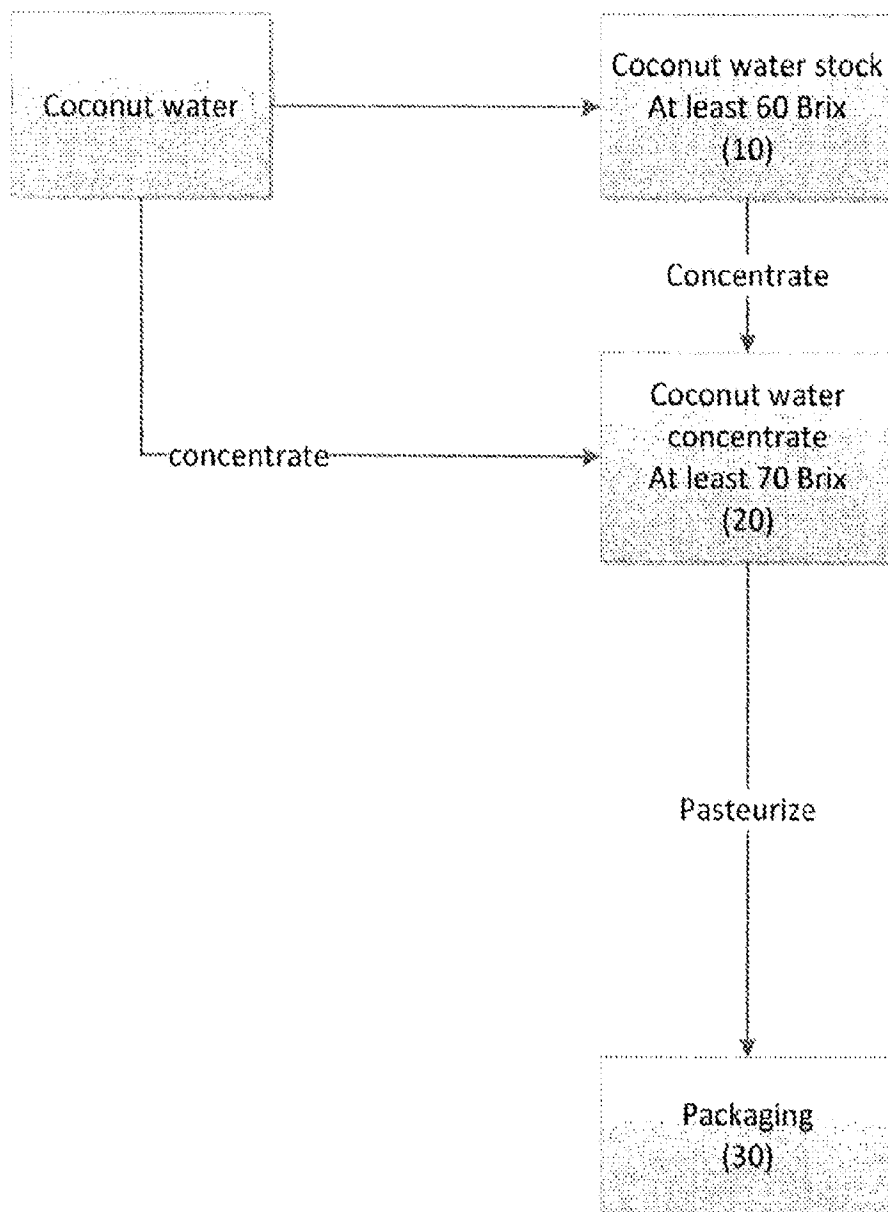 Coconut water
Coconut water stock
At least 60 Brix
(10)
Concentrate
Coconut water
concentrate
At least 70 Brix
(20)
concentrate
Pasteurize
Packaging
(30)